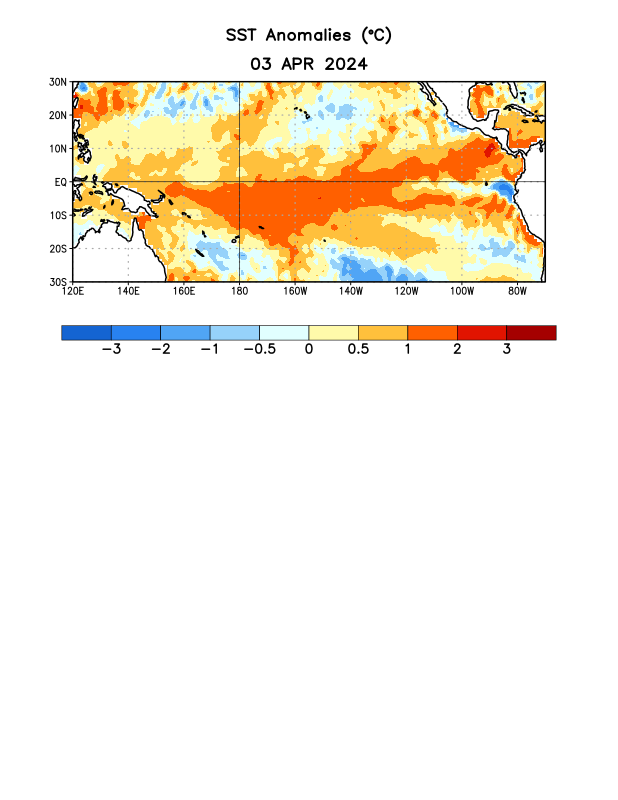 SST Anomalies (°C)
03 APR 2024
30N
20N
10N
EQ
10S
20S
30S
120E 140E 160E 180 160W 140W 120W 100W 80W
−3 −2 −1 −0.5 0 0.5 1 2 3